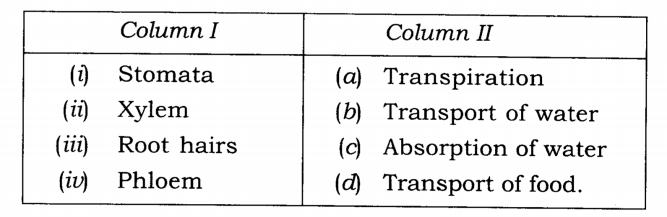 Column I Column II
(i) Stomata (a) Transpiration
(ii) Xylem (b) Transport of water
(iii) Root hairs (c) Absorption of water
(iv) Phloem (d) Transport of food.